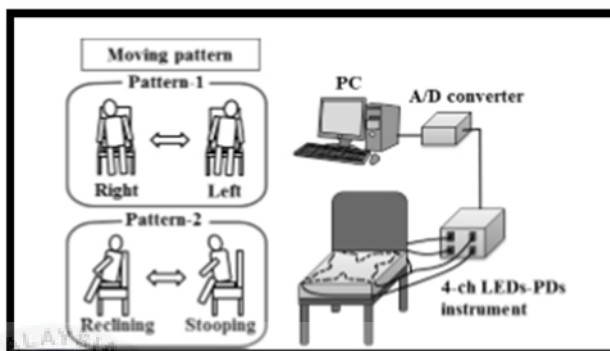 Moving pattern
Pattern-1
Right
Left
Pattern-2
Reclining
Stooping
PC
A/D converter
4-ch LEDs-PDs
instrument